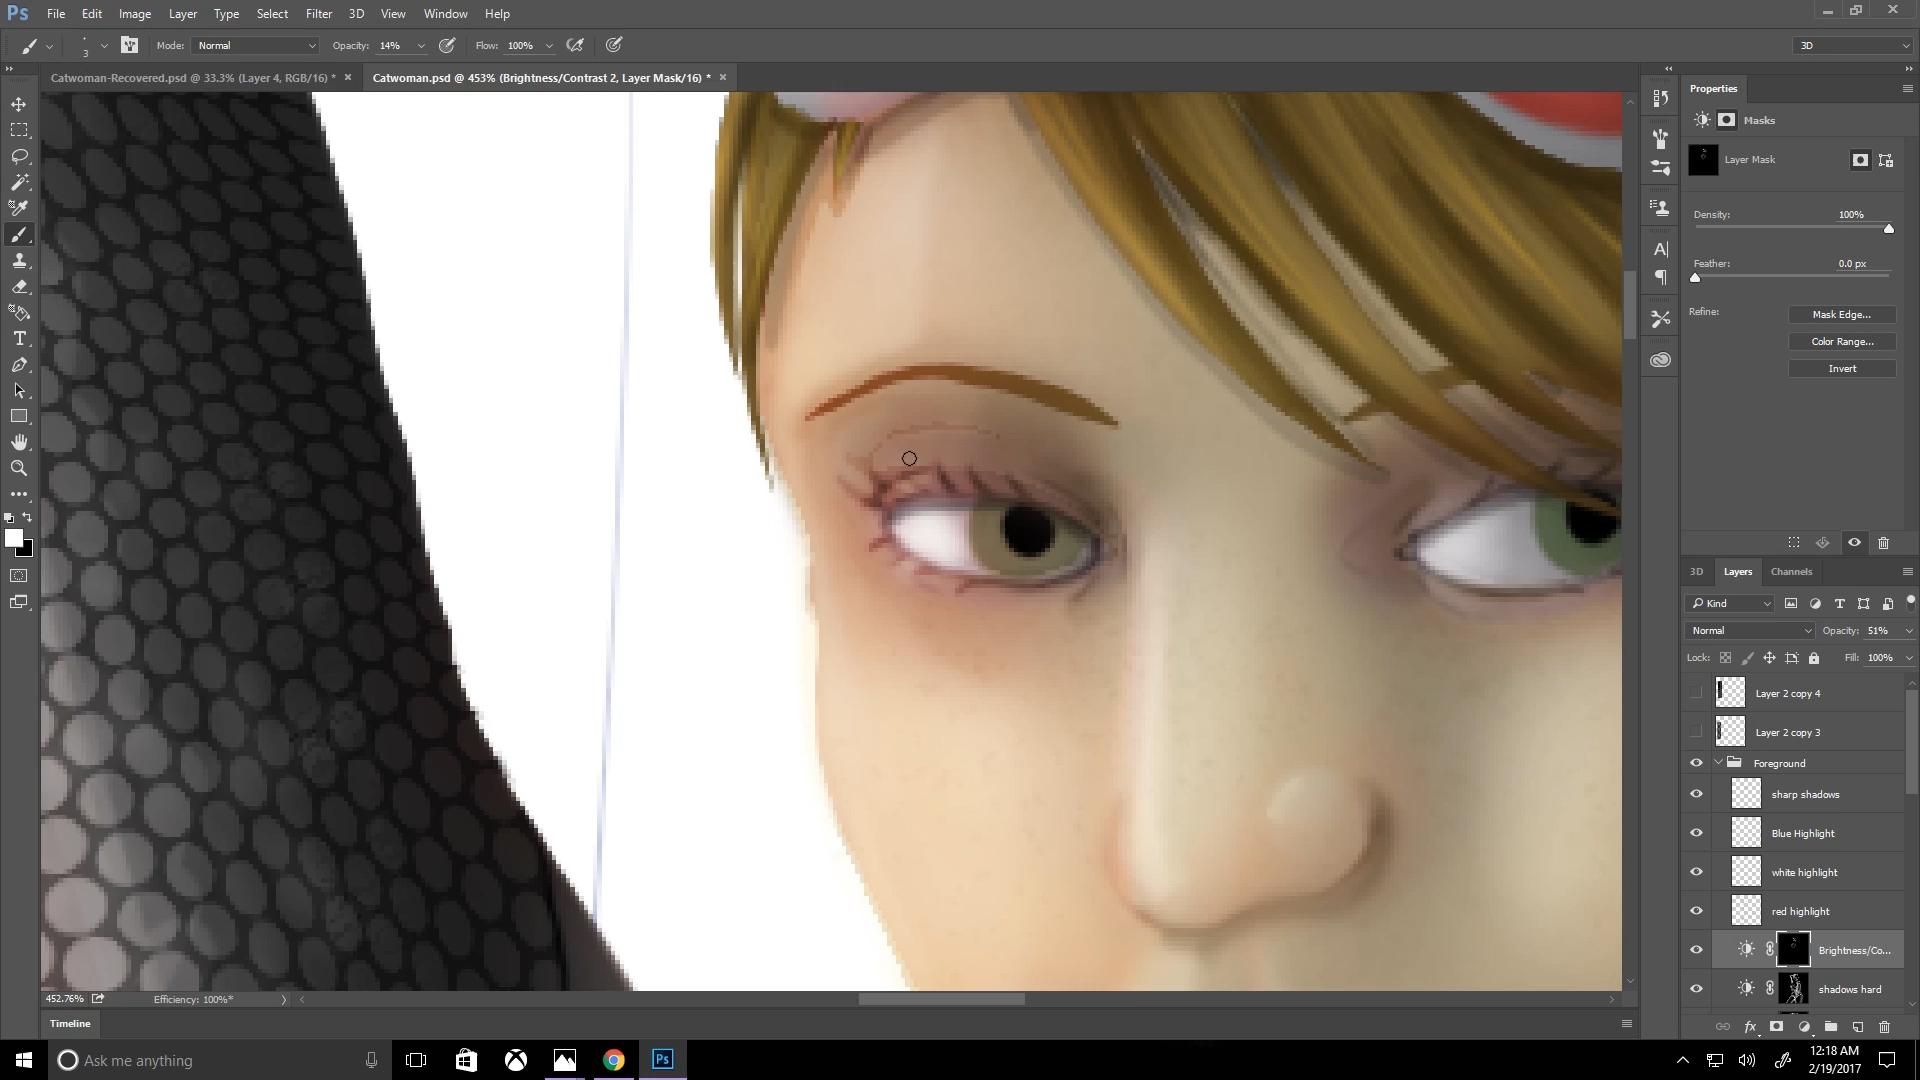 Ps File Edit Image Layer Type Select Filter 3D View Window Help
3 Mode: Normal Opacity: 14% Flow: 100% 3D
Catwoman-Recovered.psd @ 33.3% (Layer 4, RGB/16) * × Catwoman.psd @ 453% (Brightness/Contrast 2, Layer Mask/16) * ×
Properties
Masks
Layer Mask
Density: 100%
Feather: 0.0 px
Refine: Mask Edge...
Color Range...
Invert
3D Layers Channels
Kind
Normal Opacity: 51%
Lock: Fill: 100%
Layer 2 copy 4
Layer 2 copy 3
Foreground
sharp shadows
Blue Highlight
white highlight
red highlight
Brightness/Co...
shadows hard
452.76% Efficiency: 100%*
Timeline
Ask me anything Ps 12:18 AM
2/19/2017